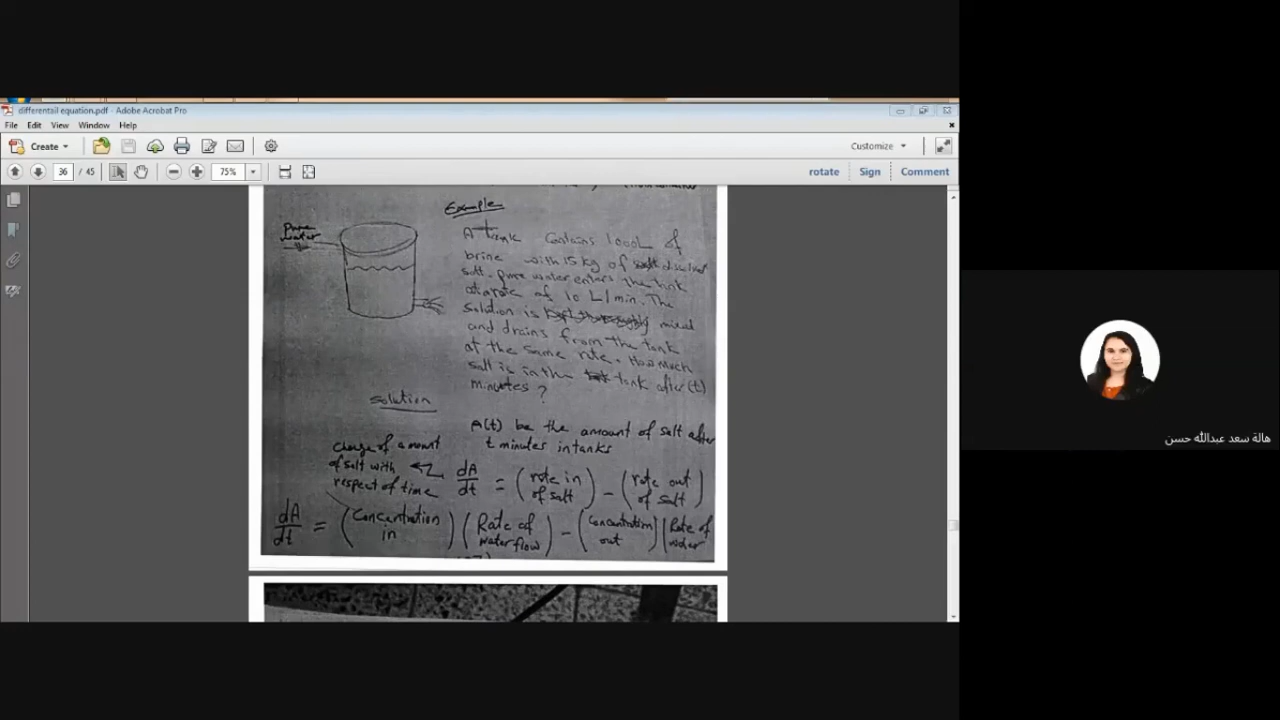 differentail equation.pdf - Adobe Acrobat Pro
File Edit View Window Help
Create
Customize
36 / 45
75%
rotate Sign Comment
Example
Pure
water
A tank contains 1000L of
brine with 15 kg of dissolved
salt. pure water enters the tank
at a rate of 10 L/min. The
solution is mixed
and drains from the tank
at the same rate. How much
salt is in the tank after (t)
minutes?
solution
A(t) be the amount of salt after
t minutes in tanks
change of amount
of salt with
respect of time
dA/dt = (rate in of salt) - (rate out of salt)
dA/dt = (Concentration in) (Rate of water flow) - (concentration out) (Rate of water
هالة سعد عبدالله حسن